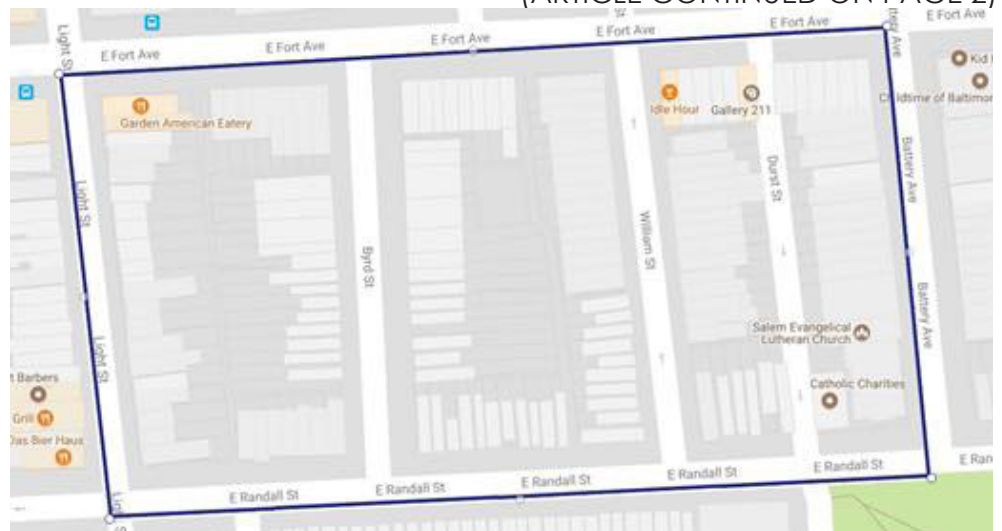 (ARTICLE CONTINUED ON PAGE 2)
E Fort Ave
E Fort Ave
E Fort Ave
E Fort Ave
E Fort Ave
Light St
Battery Ave
Kid
Garden American Eatery
Idle Hour
Gallery 211
Childtime of Baltimor
Light St
Byrd St
William St
Durst St
Battery Ave
Battery Ave
Light St
Salem Evangelical
Lutheran Church
Catholic Charities
Barbers
Grill
Das Bier Haus
E Randall St
E Randall St
E Randall St
E Randall St
E Ran